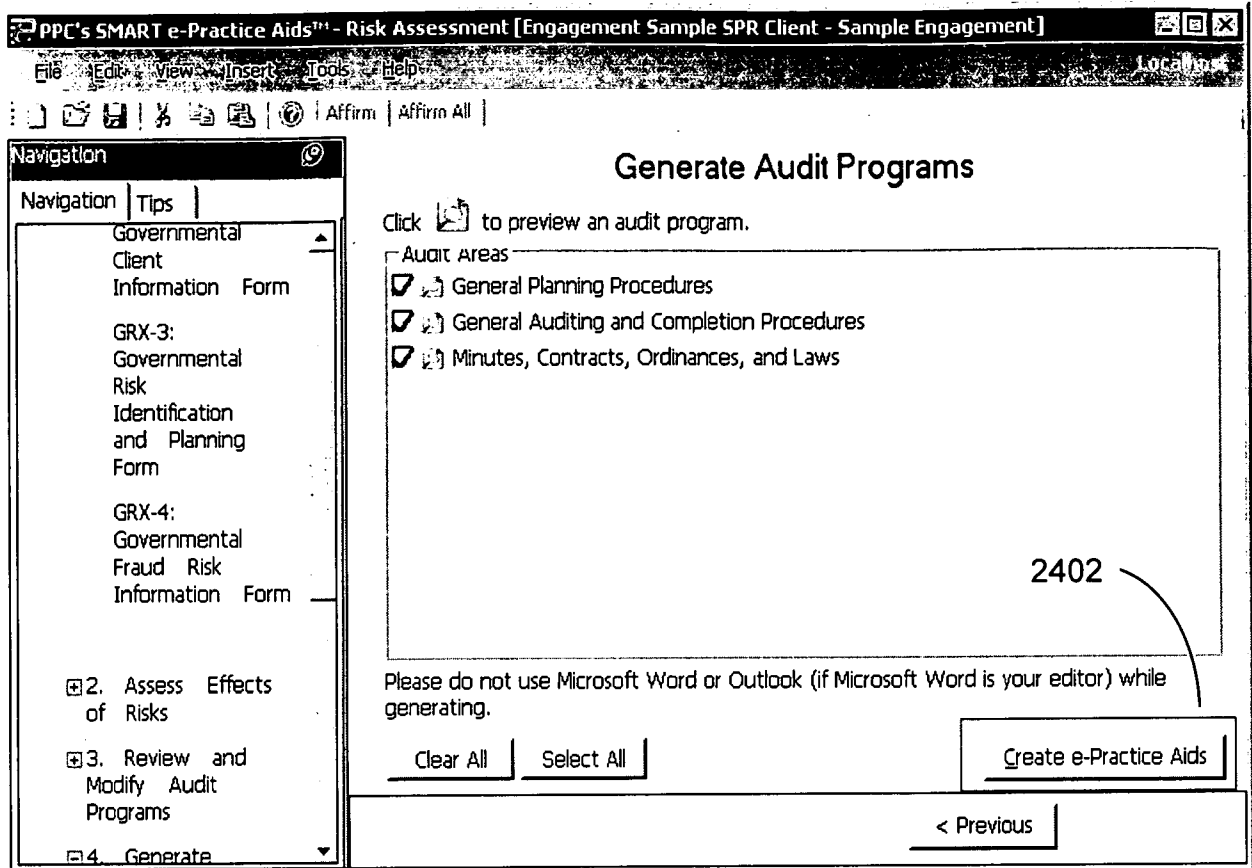 PPC's SMART e-Practice Aids™ - Risk Assessment [Engagement Sample SPR Client - Sample Engagement]
File Edit View Insert Tools Help Localhost
Affirm | Affirm All |
Navigation
Navigation | Tips |
Governmental
Client
Information Form
GRX-3:
Governmental
Risk
Identification
and Planning
Form
GRX-4:
Governmental
Fraud Risk
Information Form
2. Assess Effects
of Risks
3. Review and
Modify Audit
Programs
4. Generate
Generate Audit Programs
Click to preview an audit program.
Audit Areas
General Planning Procedures
General Auditing and Completion Procedures
Minutes, Contracts, Ordinances, and Laws
2402
Please do not use Microsoft Word or Outlook (if Microsoft Word is your editor) while
generating.
Clear All
Select All
Create e-Practice Aids
< Previous